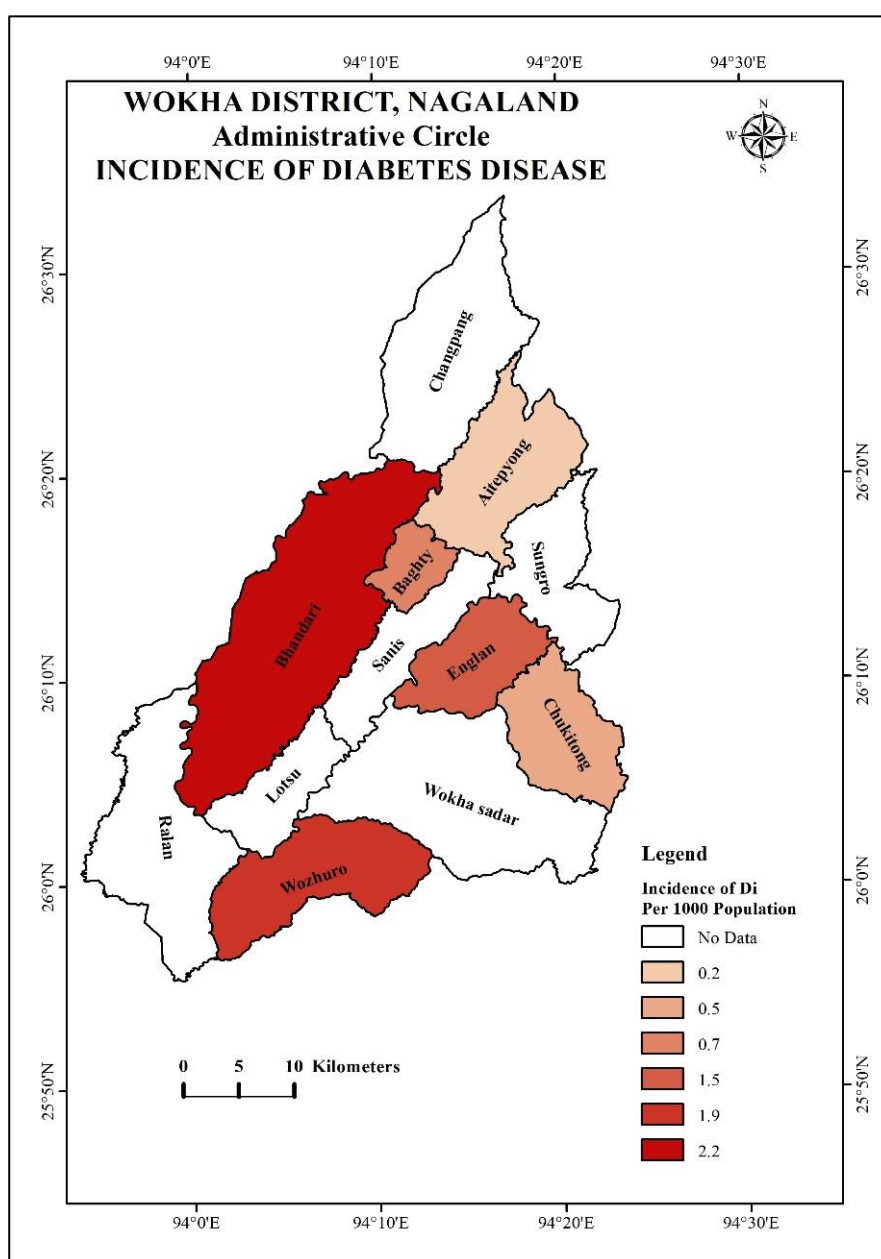 94°0'E 94°10'E 94°20'E 94°30'E
WOKHA DISTRICT, NAGALAND
Administrative Circle
INCIDENCE OF DIABETES DISEASE
N
W E
S
26°30'N 26°30'N
Changpang
Aitepyong
26°20'N 26°20'N
Baghty
Sungro
Bhandari
Sanis
Englan
26°10'N 26°10'N
Chukitong
Lotsu
Wokha sadar
Ralan
Wozhuro
26°0'N 26°0'N
Legend
Incidence of Di
Per 1000 Population
No Data
0.2
0.5
0.7
1.5
1.9
2.2
0 5 10 Kilometers
25°50'N 25°50'N
94°0'E 94°10'E 94°20'E 94°30'E